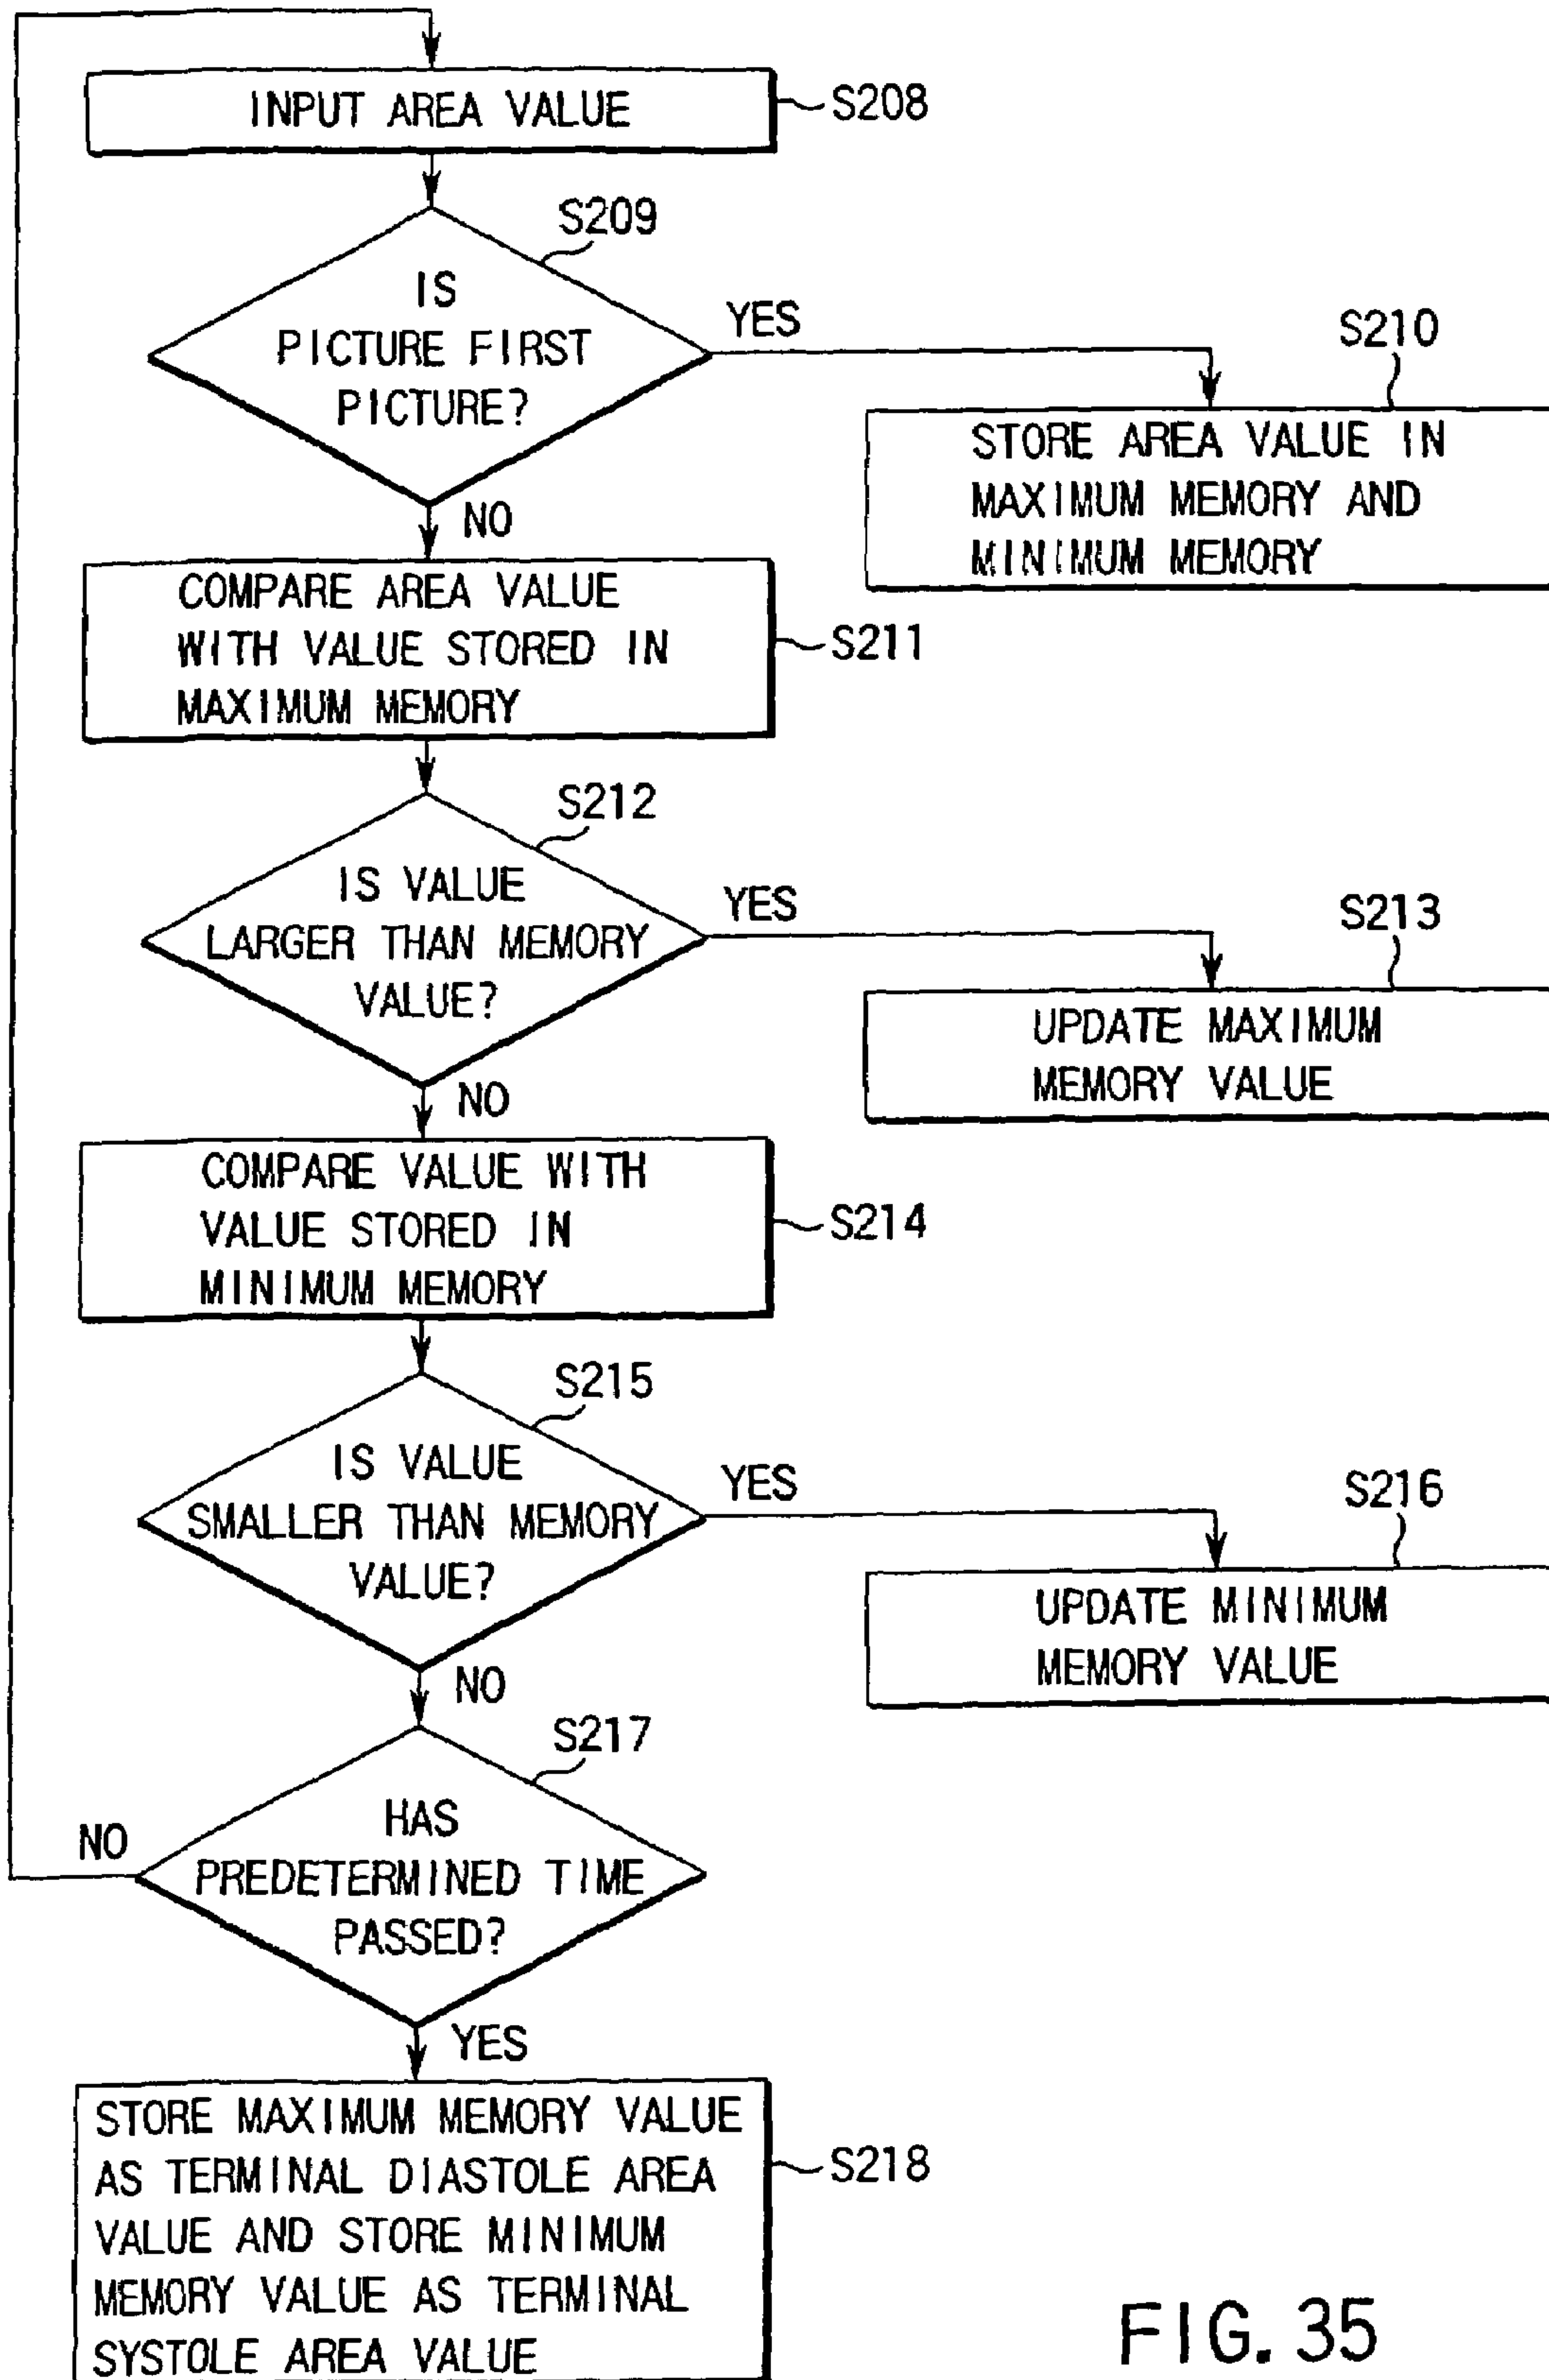 INPUT AREA VALUE
S208
S209
IS
PICTURE FIRST
PICTURE?
YES
S210
STORE AREA VALUE IN
MAXIMUM MEMORY AND
MINIMUM MEMORY
NO
COMPARE AREA VALUE
WITH VALUE STORED IN
MAXIMUM MEMORY
S211
S212
IS VALUE
LARGER THAN MEMORY
VALUE?
YES
S213
UPDATE MAXIMUM
MEMORY VALUE
NO
COMPARE VALUE WITH
VALUE STORED IN
MINIMUM MEMORY
S214
S215
IS VALUE
SMALLER THAN MEMORY
VALUE?
YES
S216
UPDATE MINIMUM
MEMORY VALUE
NO
S217
HAS
PREDETERMINED TIME
PASSED?
NO
YES
STORE MAXIMUM MEMORY VALUE
AS TERMINAL DIASTOLE AREA
VALUE AND STORE MINIMUM
MEMORY VALUE AS TERMINAL
SYSTOLE AREA VALUE
S218
FIG. 35